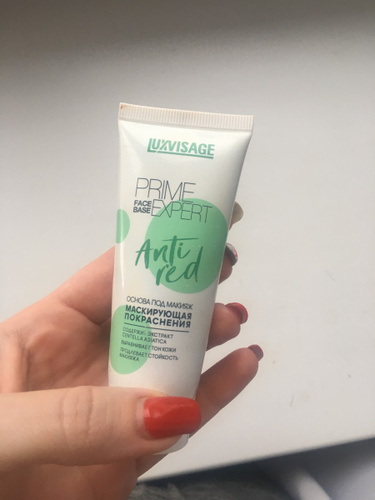 LUXVISAGE
PRIME
FACE
BASE EXPERT
Anti
red
ОСНОВА ПОД МАКИЯЖ
МАСКИРУЮЩАЯ
ПОКРАСНЕНИЯ
СОДЕРЖИТ ЭКСТРАКТ
CENTELLA ASIATICA
ВЫРАВНИВАЕТ ТОН КОЖИ
ПРОДЛЕВАЕТ СТОЙКОСТЬ
МАКИЯЖА